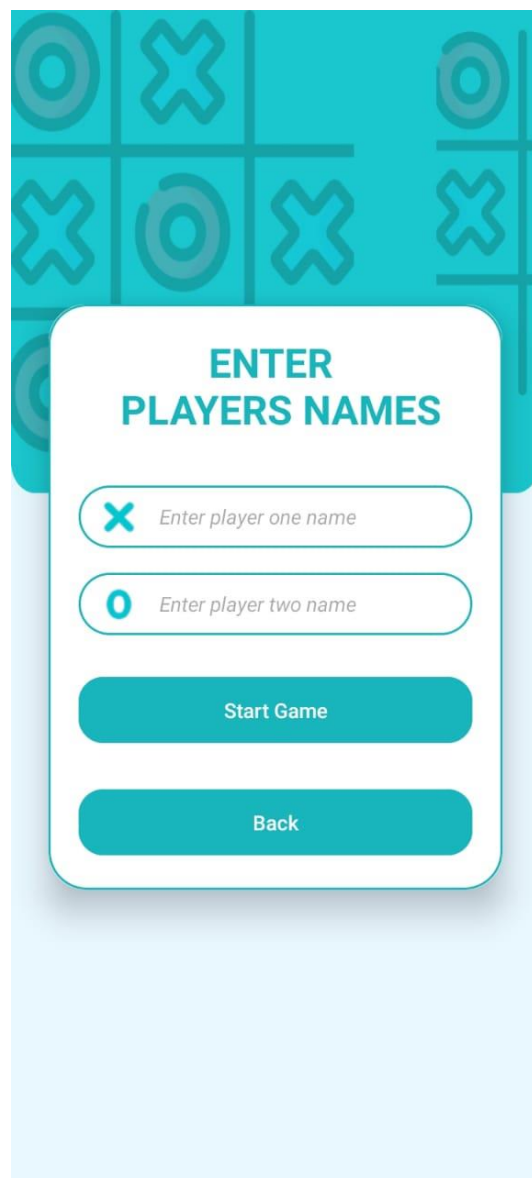 ENTER
PLAYERS NAMES
Enter player one name
Enter player two name
Start Game
Back